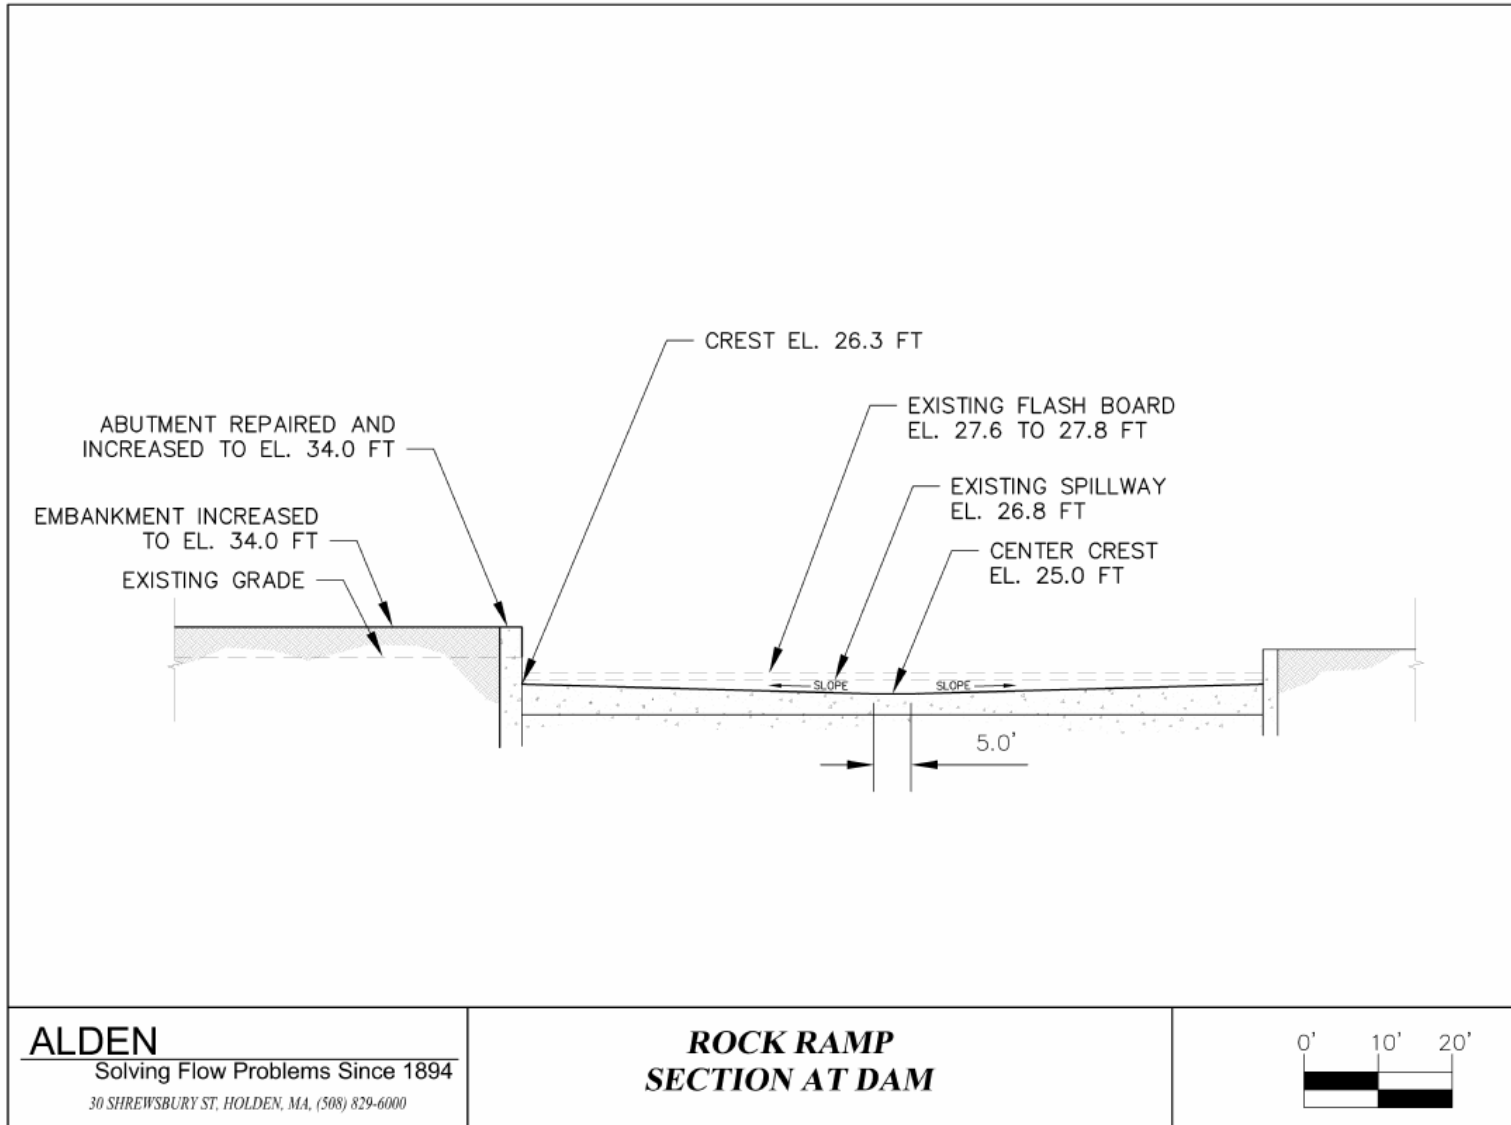 CREST EL. 26.3 FT
ABUTMENT REPAIRED AND
INCREASED TO EL. 34.0 FT
EXISTING FLASH BOARD
EL. 27.6 TO 27.8 FT
EXISTING SPILLWAY
EL. 26.8 FT
EMBANKMENT INCREASED
TO EL. 34.0 FT
CENTER CREST
EL. 25.0 FT
EXISTING GRADE
SLOPE
SLOPE
5.0'
ALDEN
Solving Flow Problems Since 1894
30 SHREWSBURY ST, HOLDEN, MA, (508) 829-6000
ROCK RAMP
SECTION AT DAM
0' 10' 20'